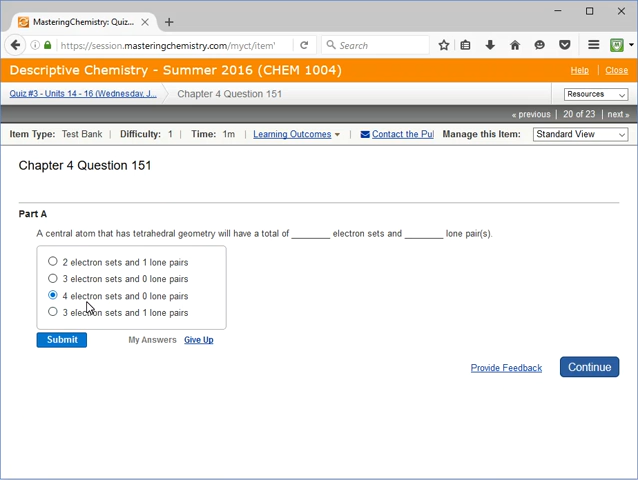 MasteringChemistry: Quiz...
https://session.masteringchemistry.com/myct/item'
Search
Descriptive Chemistry - Summer 2016 (CHEM 1004)
Help | Close
Quiz #3 - Units 14 - 16 (Wednesday, J...
Chapter 4 Question 151
Resources
« previous | 20 of 23 | next »
Item Type: Test Bank | Difficulty: 1 | Time: 1m | Learning Outcomes Contact the Pul Manage this Item: Standard View
Chapter 4 Question 151
Part A
A central atom that has tetrahedral geometry will have a total of ________ electron sets and ________ lone pair(s).
2 electron sets and 1 lone pairs
3 electron sets and 0 lone pairs
4 electron sets and 0 lone pairs
3 electron sets and 1 lone pairs
Submit
My Answers Give Up
Provide Feedback
Continue